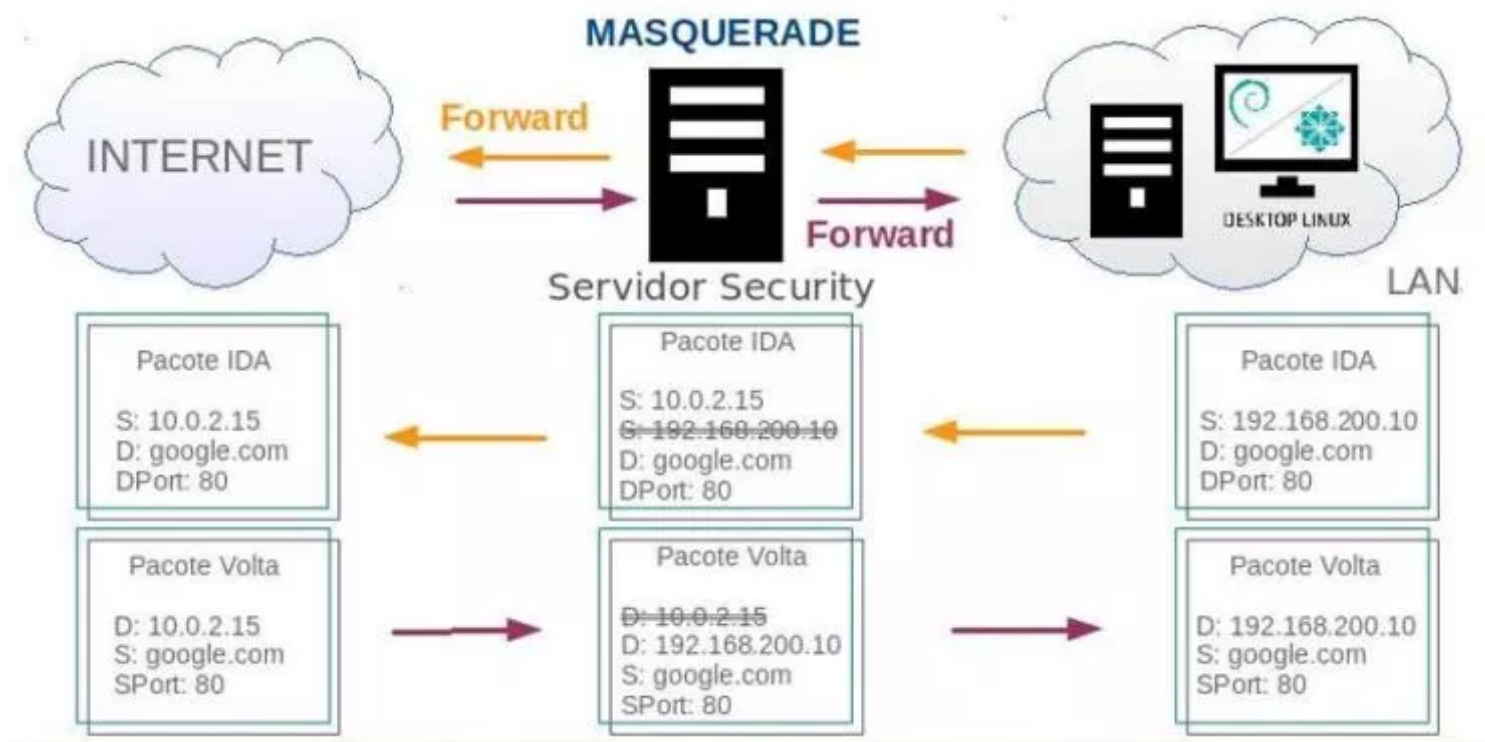 MASQUERADE
INTERNET
Forward
Forward
DESKTOP LINUX
Servidor Security
LAN
Pacote IDA
S: 10.0.2.15
D: google.com
DPort: 80
Pacote IDA
S: 10.0.2.15
S: 192.168.200.10
D: google.com
DPort: 80
Pacote IDA
S: 192.168.200.10
D: google.com
DPort: 80
Pacote Volta
D: 10.0.2.15
S: google.com
SPort: 80
Pacote Volta
D: 10.0.2.15
D: 192.168.200.10
S: google.com
SPort: 80
Pacote Volta
D: 192.168.200.10
S: google.com
SPort: 80